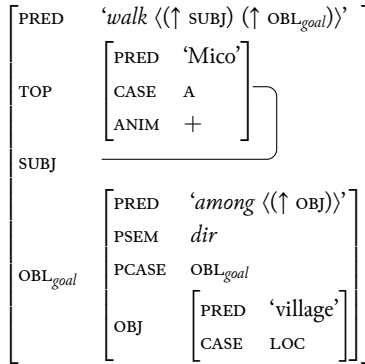 PRED ‘walk ⟨(↑ SUBJ) (↑ OBLgoal)⟩’
PRED ‘Mico’
TOP CASE A
ANIM +
SUBJ
PRED ‘among ⟨(↑ OBJ)⟩’
PSEM dir
OBLgoal PCASE OBLgoal
PRED ‘village’
OBJ
CASE LOC